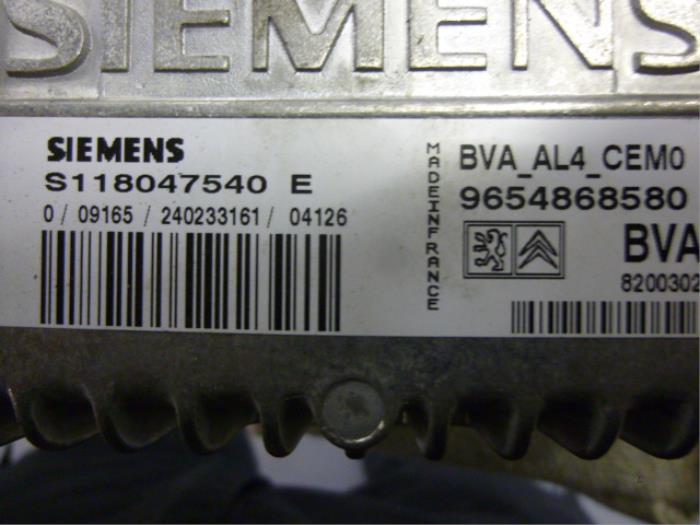 SIEMENS
SIEMENS
S118047540 E
0 / 09165 / 240233161 / 04126
MADEINFRANCE
BVA_AL4_CEM0
9654868580
BVA
8200302